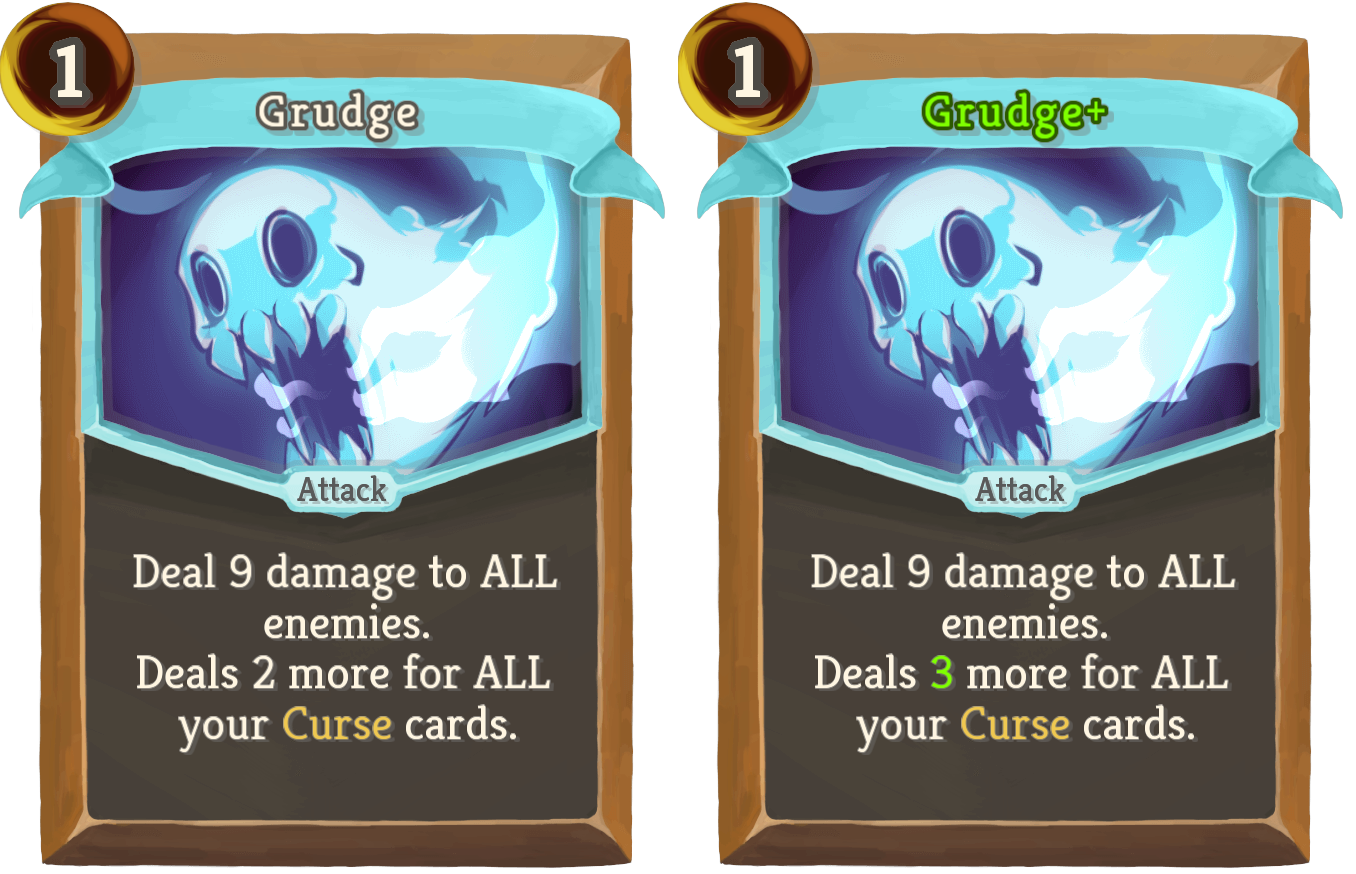 1
Grudge
Attack
Deal 9 damage to ALL
enemies.
Deals 2 more for ALL
your Curse cards.
1
Grudge+
Attack
Deal 9 damage to ALL
enemies.
Deals 3 more for ALL
your Curse cards.